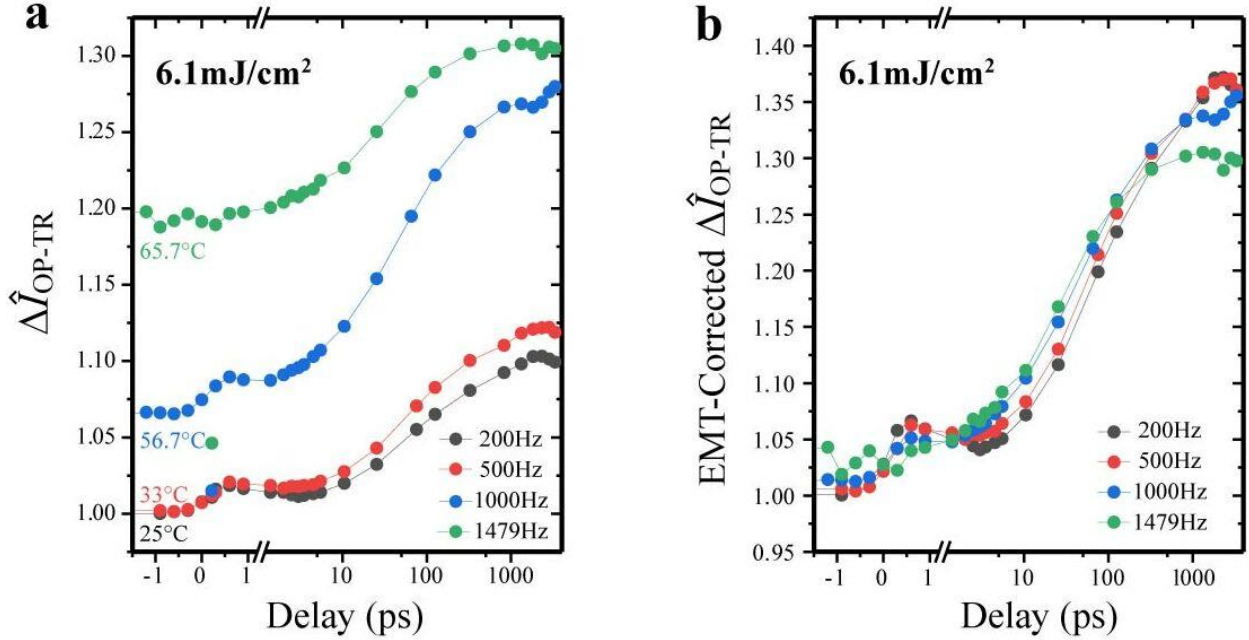 a
6.1mJ/cm²
ΔÎOP-TR
1.30
1.25
1.20
1.15
1.10
1.05
1.00
65.7°C
56.7°C
33°C
25°C
200Hz
500Hz
1000Hz
1479Hz
-1 0 1 10 100 1000
Delay (ps)
b
6.1mJ/cm²
EMT-Corrected ΔÎOP-TR
1.40
1.35
1.30
1.25
1.20
1.15
1.10
1.05
1.00
0.95
200Hz
500Hz
1000Hz
1479Hz
-1 0 1 10 100 1000
Delay (ps)